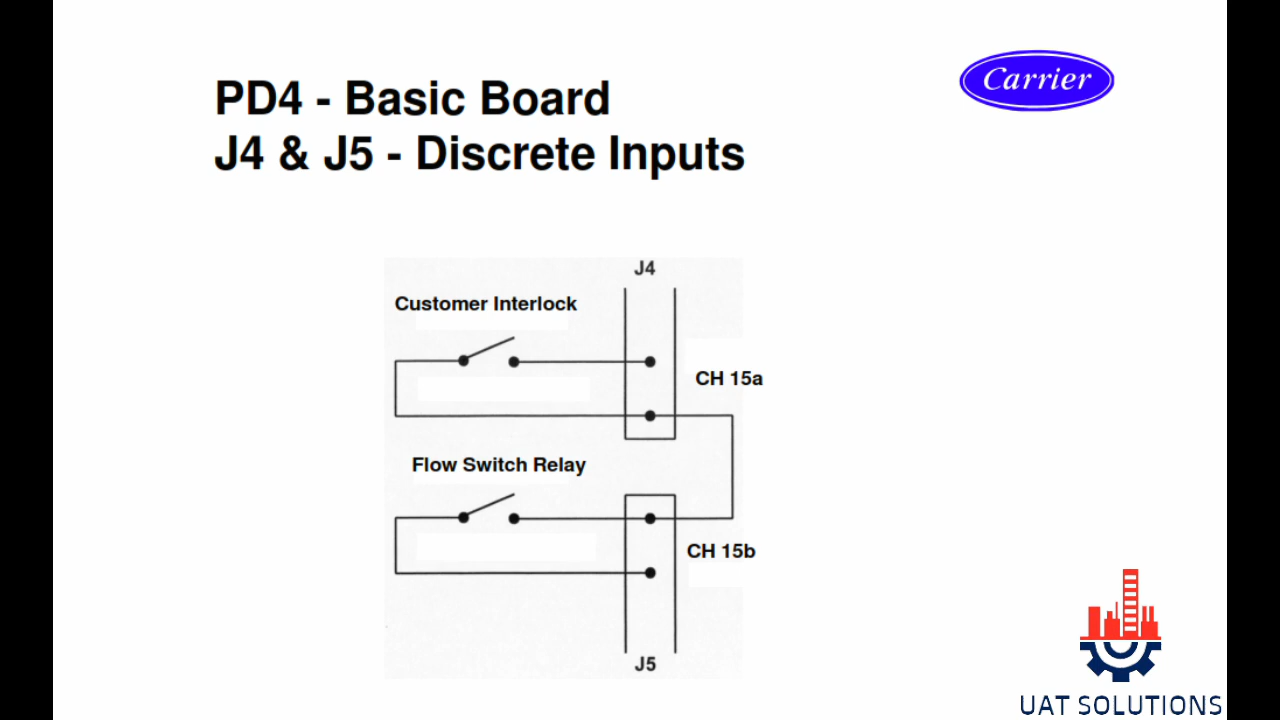 PD4 - Basic Board
J4 & J5 - Discrete Inputs
Carrier
J4
Customer Interlock
CH 15a
Flow Switch Relay
CH 15b
J5
UAT SOLUTIONS